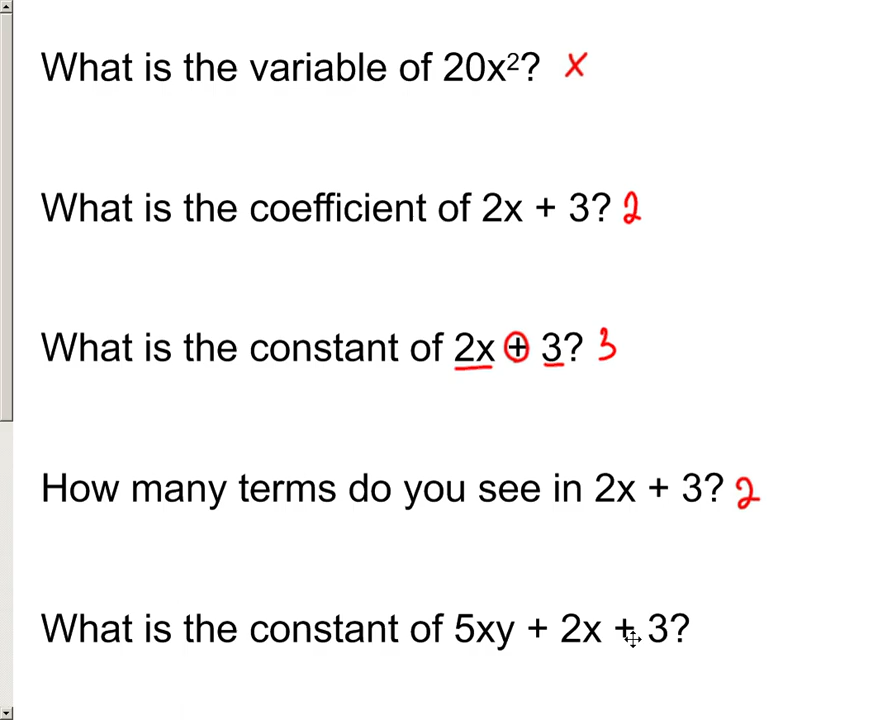 What is the variable of 20x²? x
What is the coefficient of 2x + 3? 2
What is the constant of 2x + 3? 3
How many terms do you see in 2x + 3? 2
What is the constant of 5xy + 2x + 3?